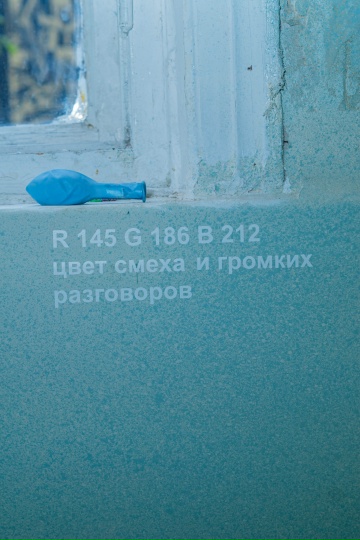 R 145 G 186 B 212
цвет смеха и громких
разговоров